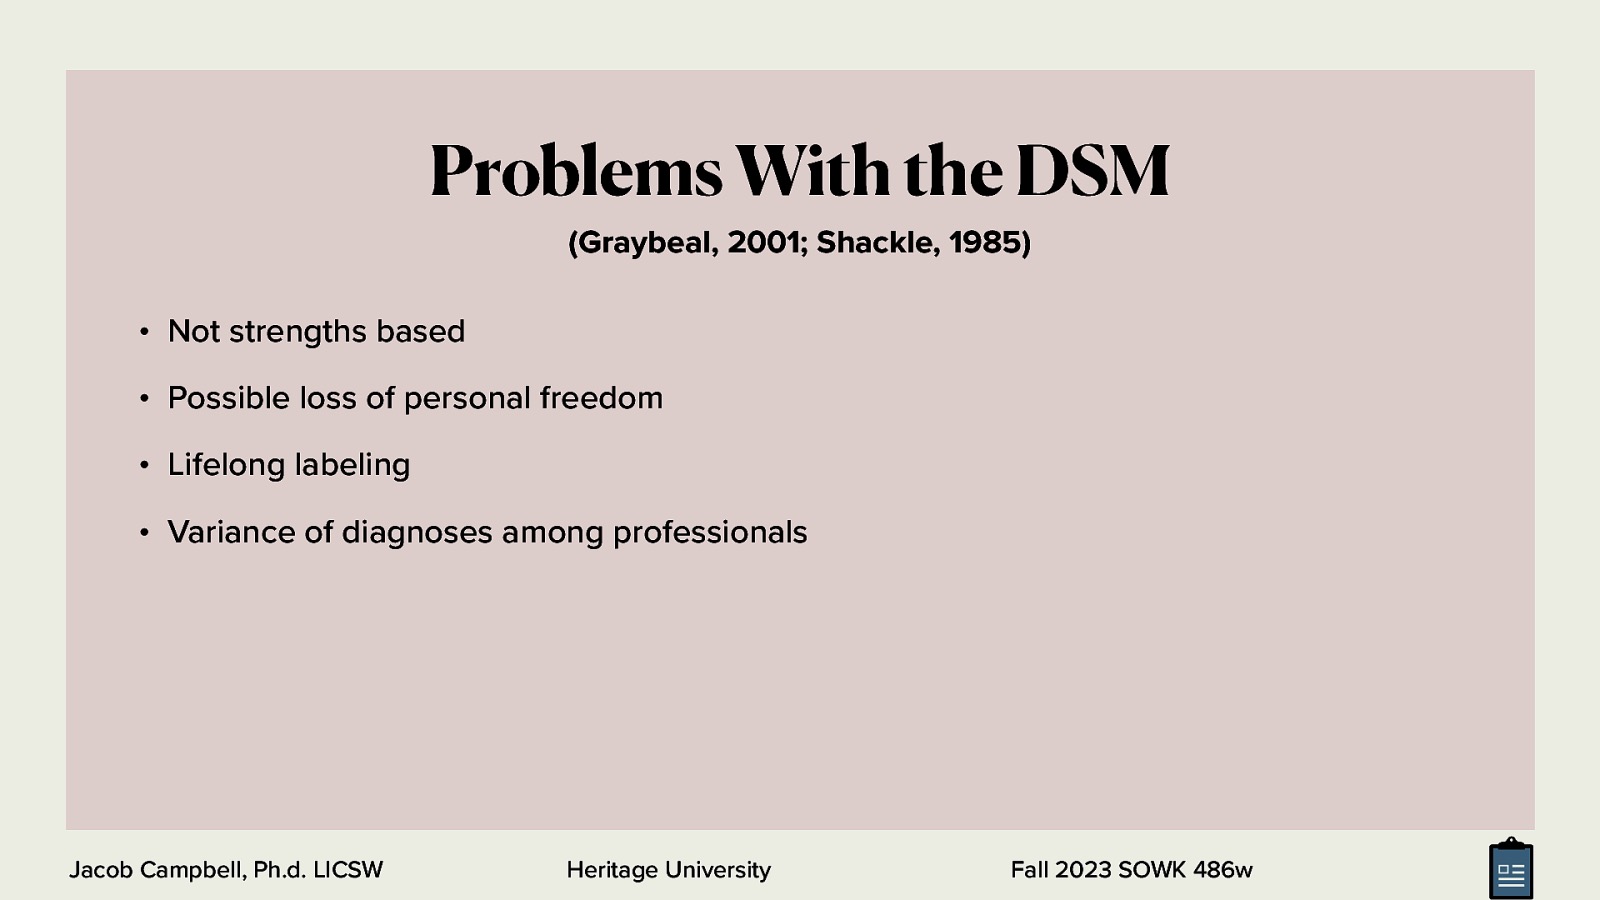 Problems With the DSM
(Graybeal, 2001; Shackle, 1985)
• Not strengths based
• Possible loss of personal freedom
• Lifelong labeling
• Variance of diagnoses among professionals
Jacob Campbell, Ph.d. LICSW Heritage University Fall 2023 SOWK 486w